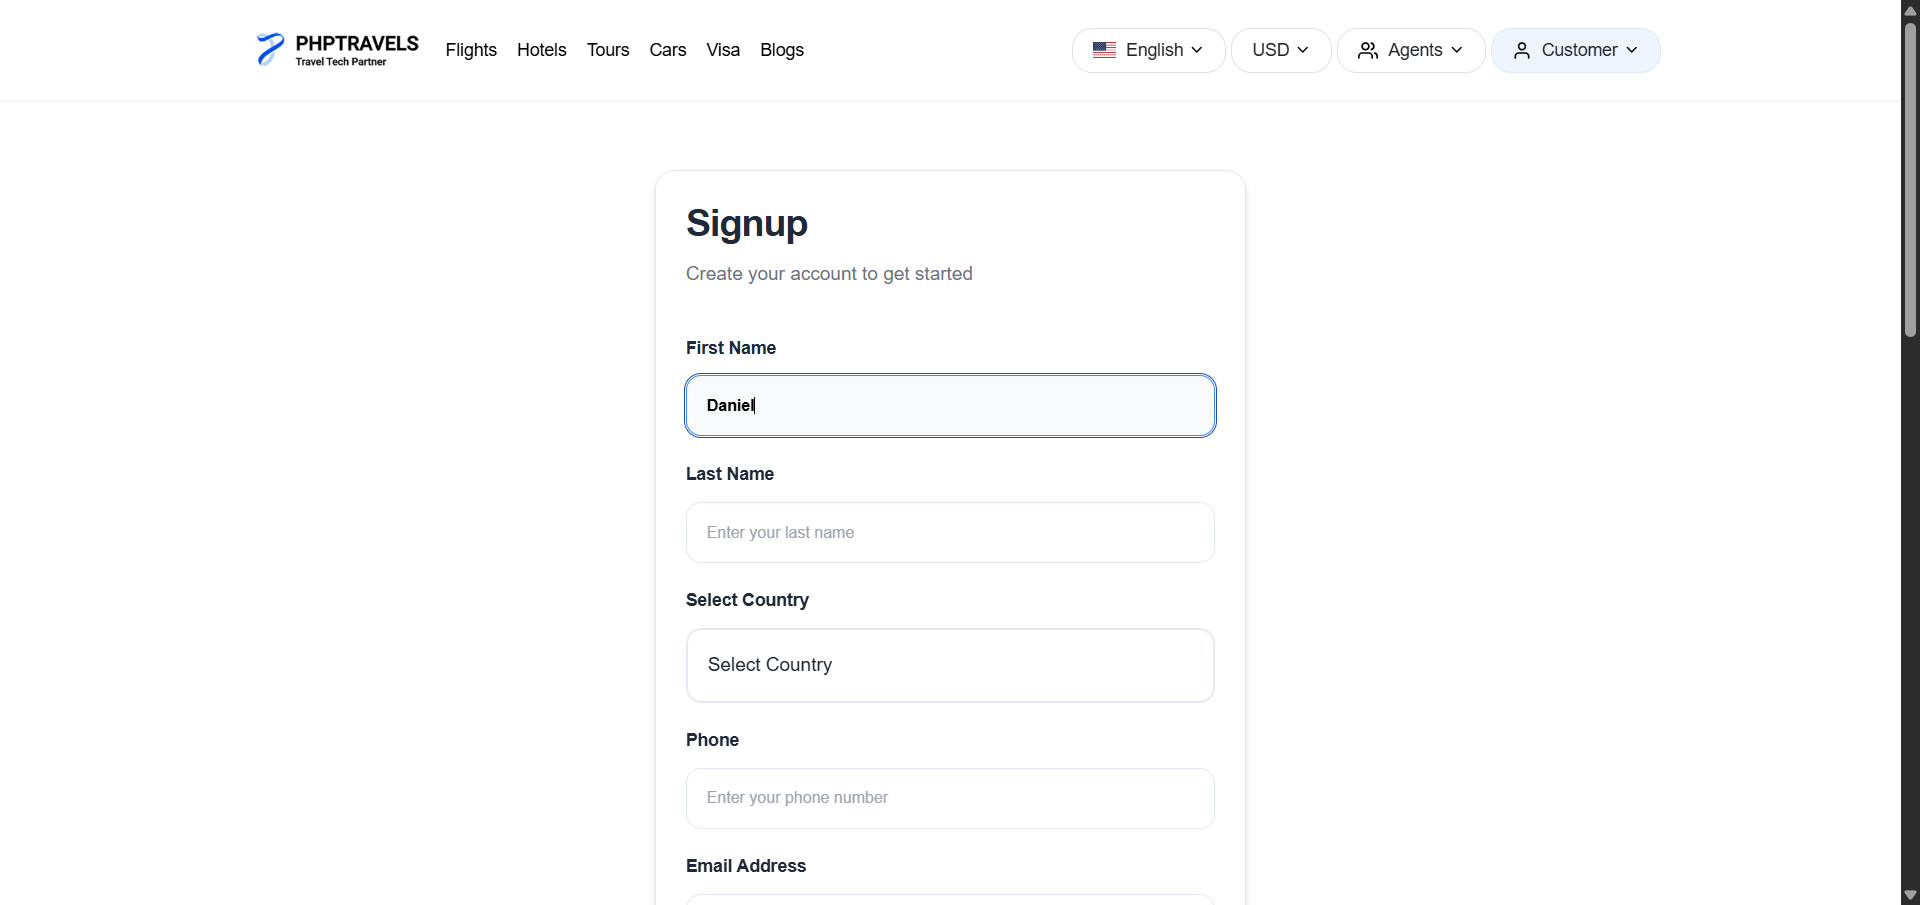 PHPTRAVELS
Travel Tech Partner
Flights Hotels Tours Cars Visa Blogs
English USD Agents Customer
Signup
Create your account to get started
First Name
Daniel
Last Name
Enter your last name
Select Country
Select Country
Phone
Enter your phone number
Email Address